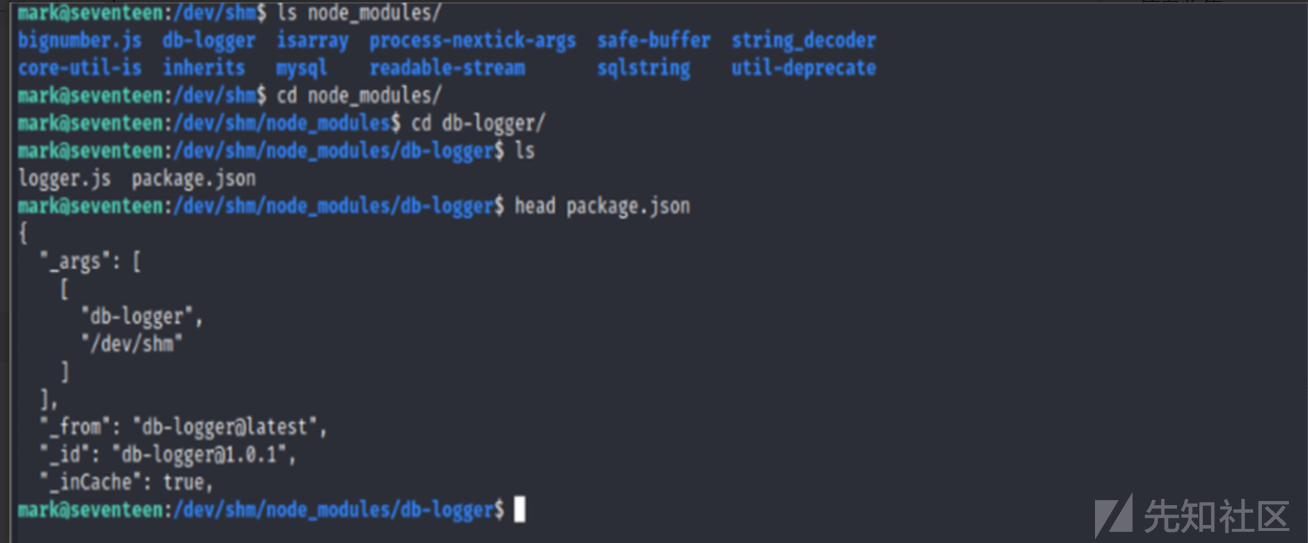 mark@seventeen:/dev/shm$ ls node_modules/
bignumber.js  db-logger  isarray  process-nextick-args  safe-buffer  string_decoder
core-util-is  inherits  mysql  readable-stream  sqlstring  util-deprecate
mark@seventeen:/dev/shm$ cd node_modules/
mark@seventeen:/dev/shm/node_modules$ cd db-logger/
mark@seventeen:/dev/shm/node_modules/db-logger$ ls
logger.js  package.json
mark@seventeen:/dev/shm/node_modules/db-logger$ head package.json
{
  "_args": [
    [
      "db-logger",
      "/dev/shm"
    ]
  ],
  "_from": "db-logger@latest",
  "_id": "db-logger@1.0.1",
  "_inCache": true,
mark@seventeen:/dev/shm/node_modules/db-logger$
先知社区